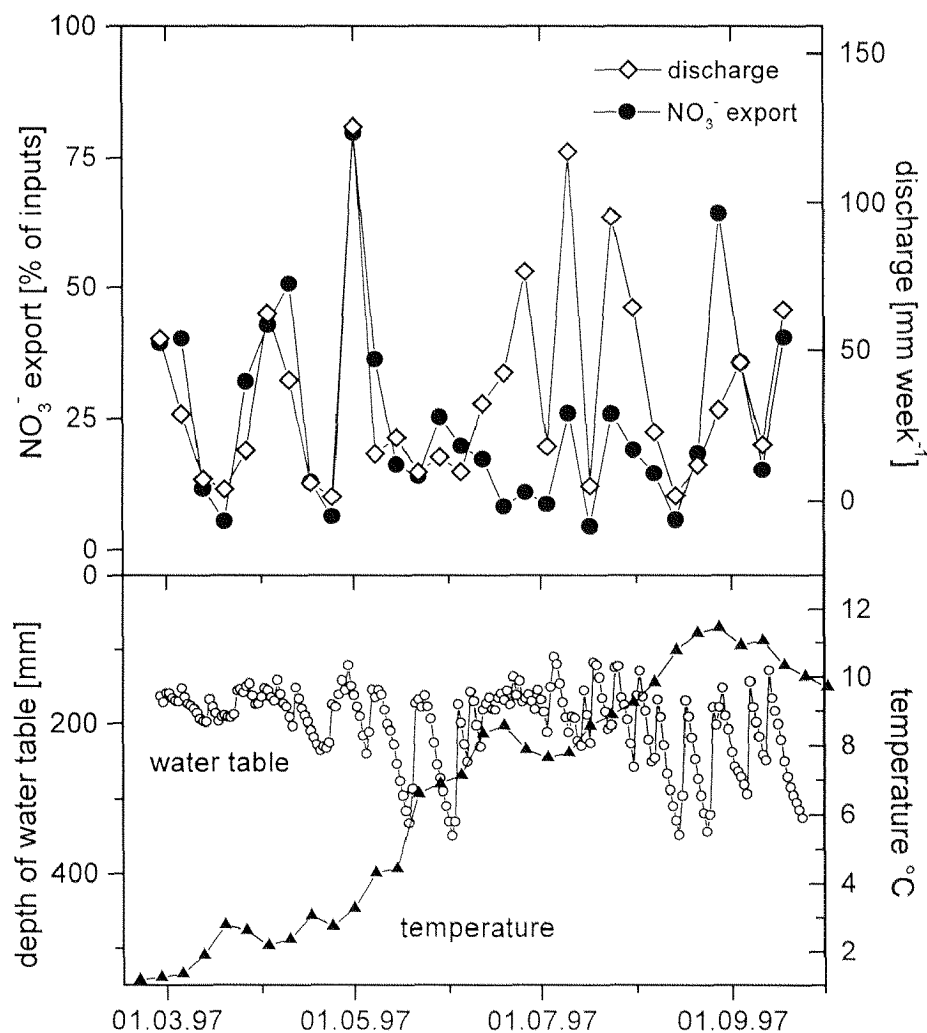 100
75
50
25
0
NO₃⁻ export [% of inputs]
discharge
NO₃⁻ export
150
100
50
0
discharge [mm week⁻¹]
0
200
400
depth of water table [mm]
water table
temperature
12
10
8
6
4
2
temperature °C
01.03.97 01.05.97 01.07.97 01.09.97